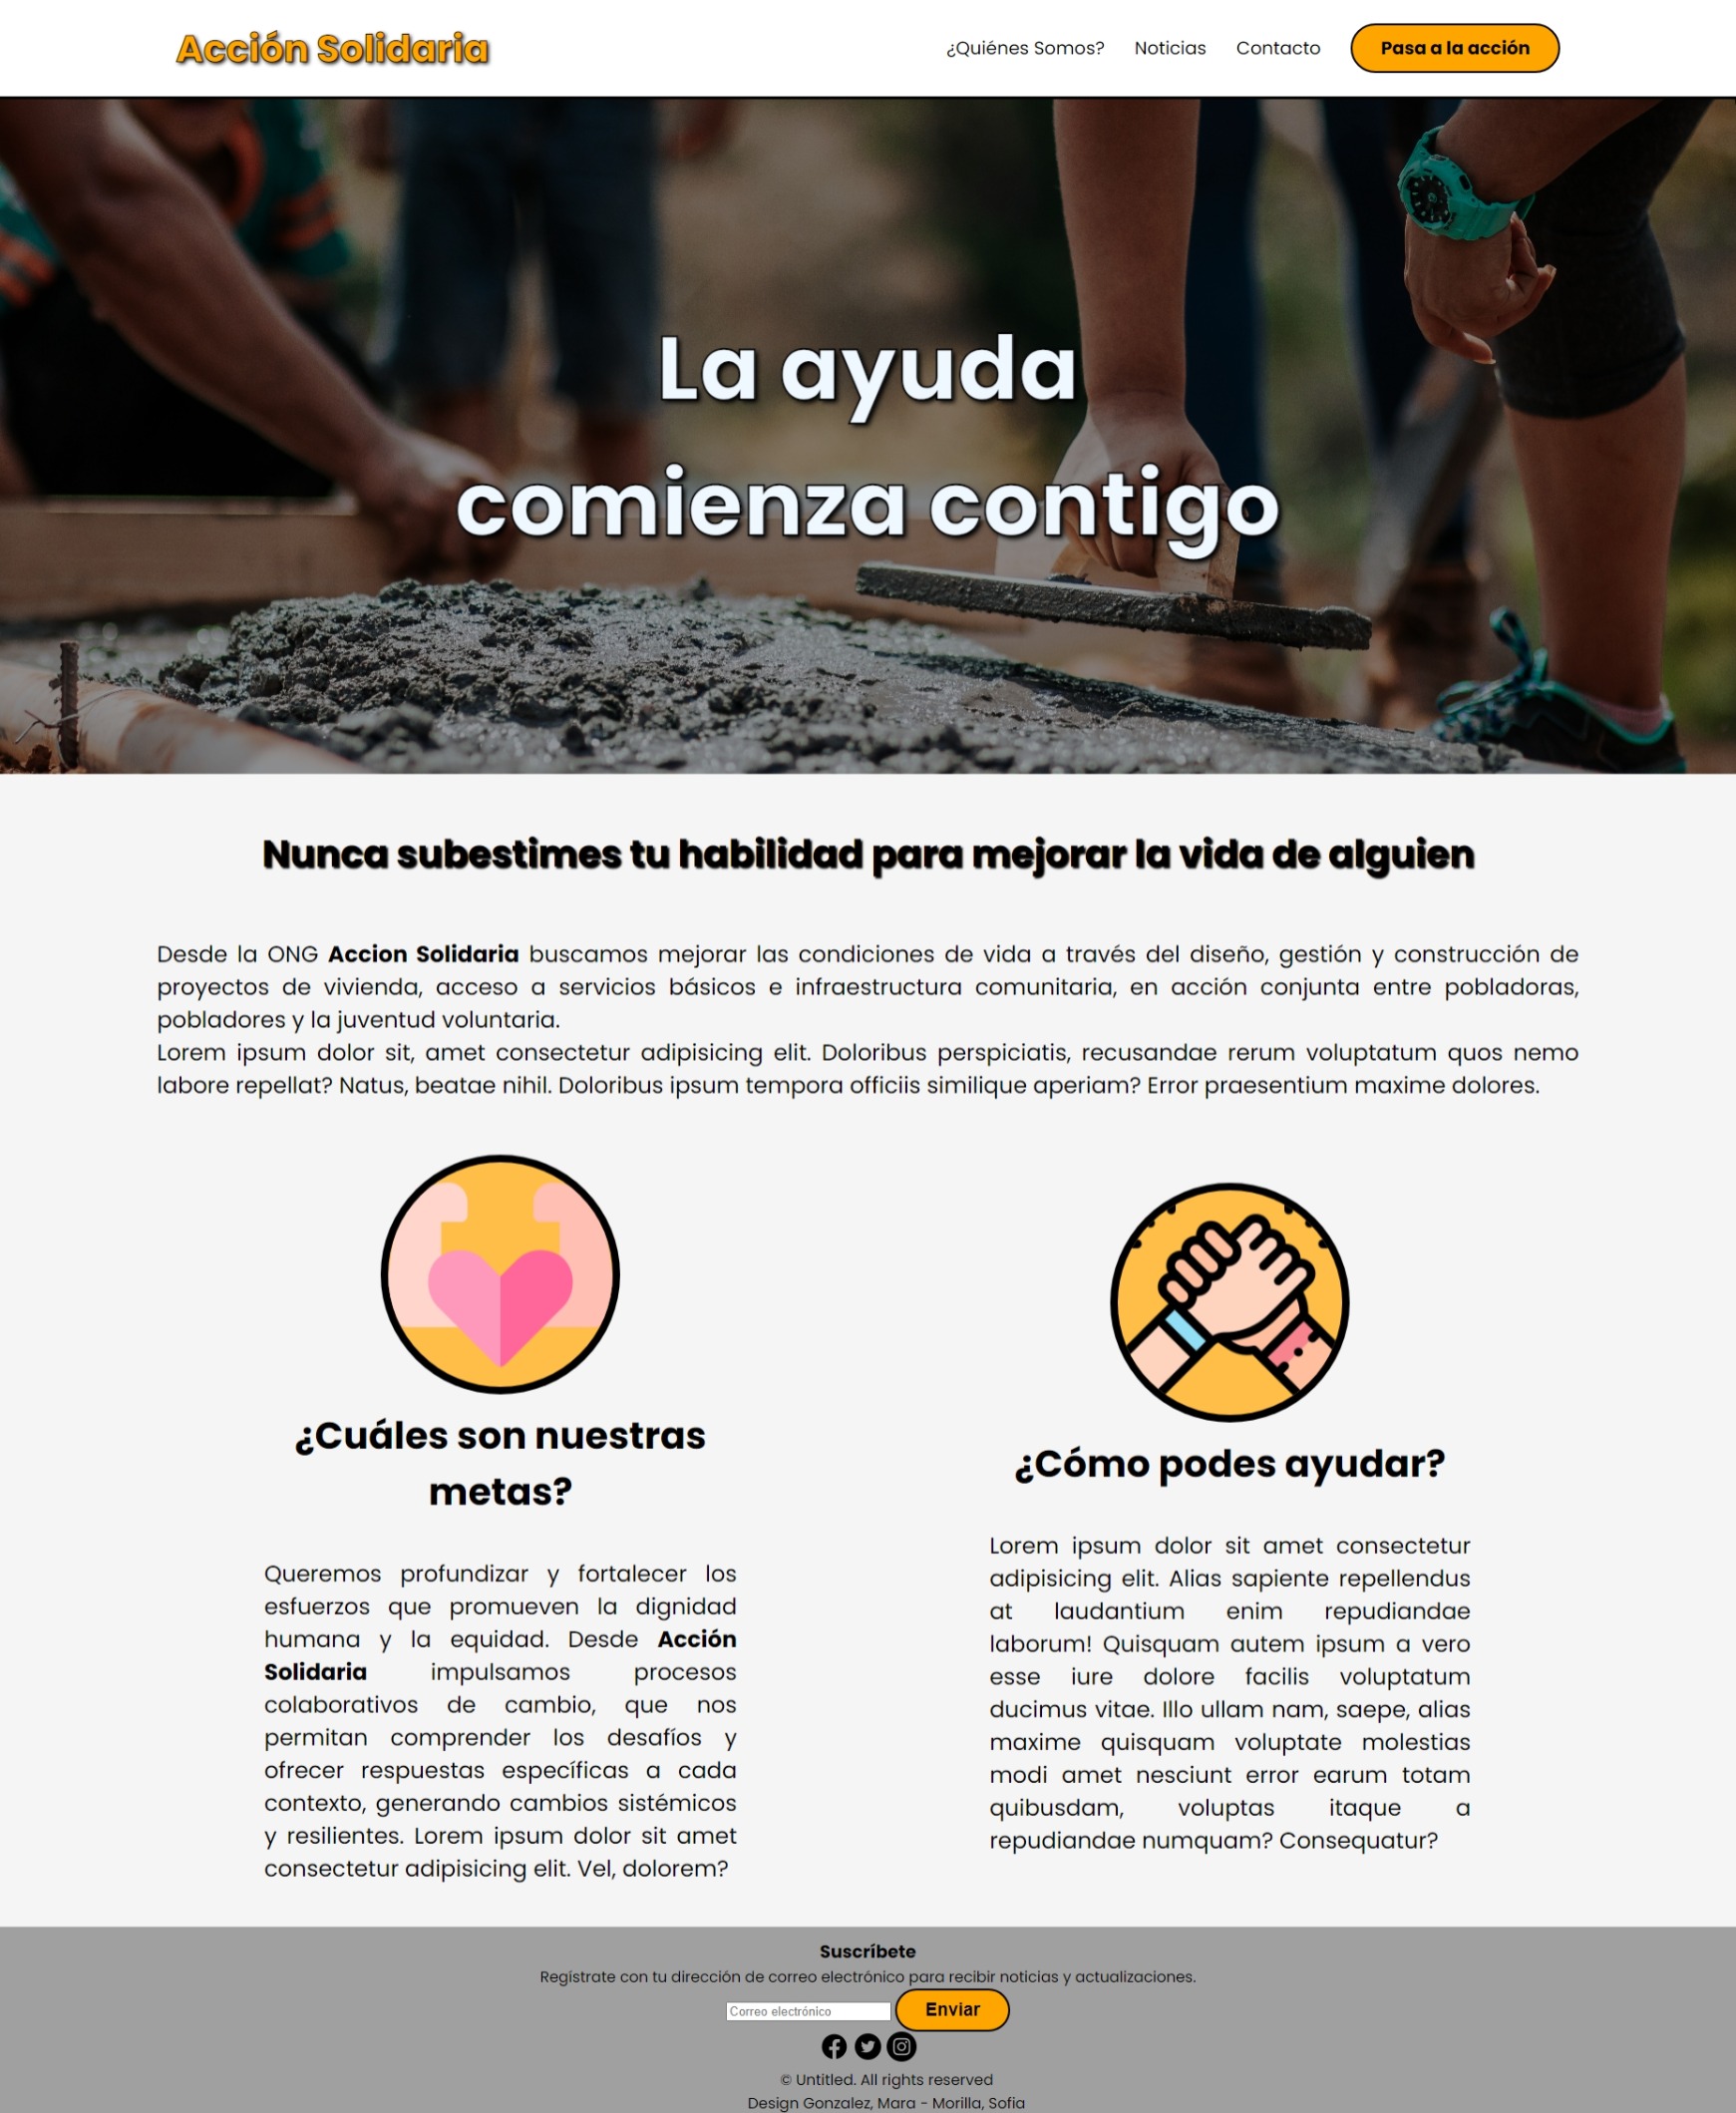 Acción Solidaria
¿Quiénes Somos? Noticias Contacto Pasa a la acción
La ayuda
comienza contigo
Nunca subestimes tu habilidad para mejorar la vida de alguien
Desde la ONG Accion Solidaria buscamos mejorar las condiciones de vida a través del diseño, gestión y construcción de
proyectos de vivienda, acceso a servicios básicos e infraestructura comunitaria, en acción conjunta entre pobladoras,
pobladores y la juventud voluntaria.
Lorem ipsum dolor sit, amet consectetur adipisicing elit. Doloribus perspiciatis, recusandae rerum voluptatum quos nemo
labore repellat? Natus, beatae nihil. Doloribus ipsum tempora officiis similique aperiam? Error praesentium maxime dolores.
¿Cuáles son nuestras
metas?
Queremos profundizar y fortalecer los
esfuerzos que promueven la dignidad
humana y la equidad. Desde Acción
Solidaria impulsamos procesos
colaborativos de cambio, que nos
permitan comprender los desafíos y
ofrecer respuestas específicas a cada
contexto, generando cambios sistémicos
y resilientes. Lorem ipsum dolor sit amet
consectetur adipisicing elit. Vel, dolorem?
¿Cómo podes ayudar?
Lorem ipsum dolor sit amet consectetur
adipisicing elit. Alias sapiente repellendus
at laudantium enim repudiandae
laborum! Quisquam autem ipsum a vero
esse iure dolore facilis voluptatum
ducimus vitae. Illo ullam nam, saepe, alias
maxime quisquam voluptate molestias
modi amet nesciunt error earum totam
quibusdam, voluptas itaque a
repudiandae numquam? Consequatur?
Suscríbete
Regístrate con tu dirección de correo electrónico para recibir noticias y actualizaciones.
Correo electrónico Enviar
© Untitled. All rights reserved
Design Gonzalez, Mara - Morilla, Sofia